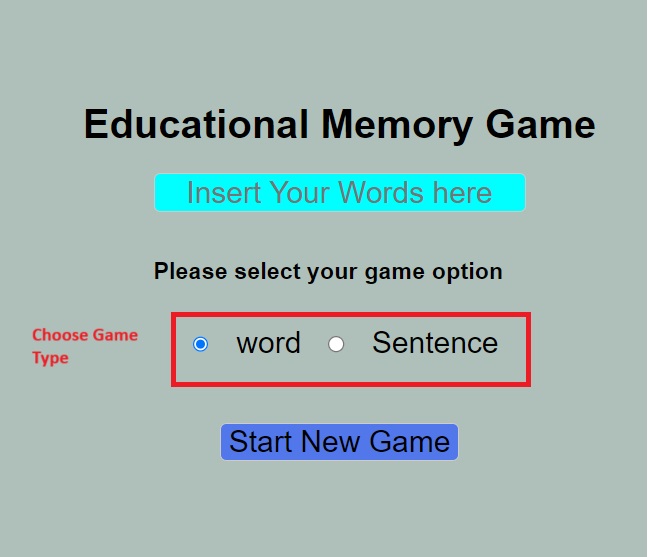 Educational Memory Game
Insert Your Words here
Please select your game option
Choose Game
Type
word Sentence
Start New Game